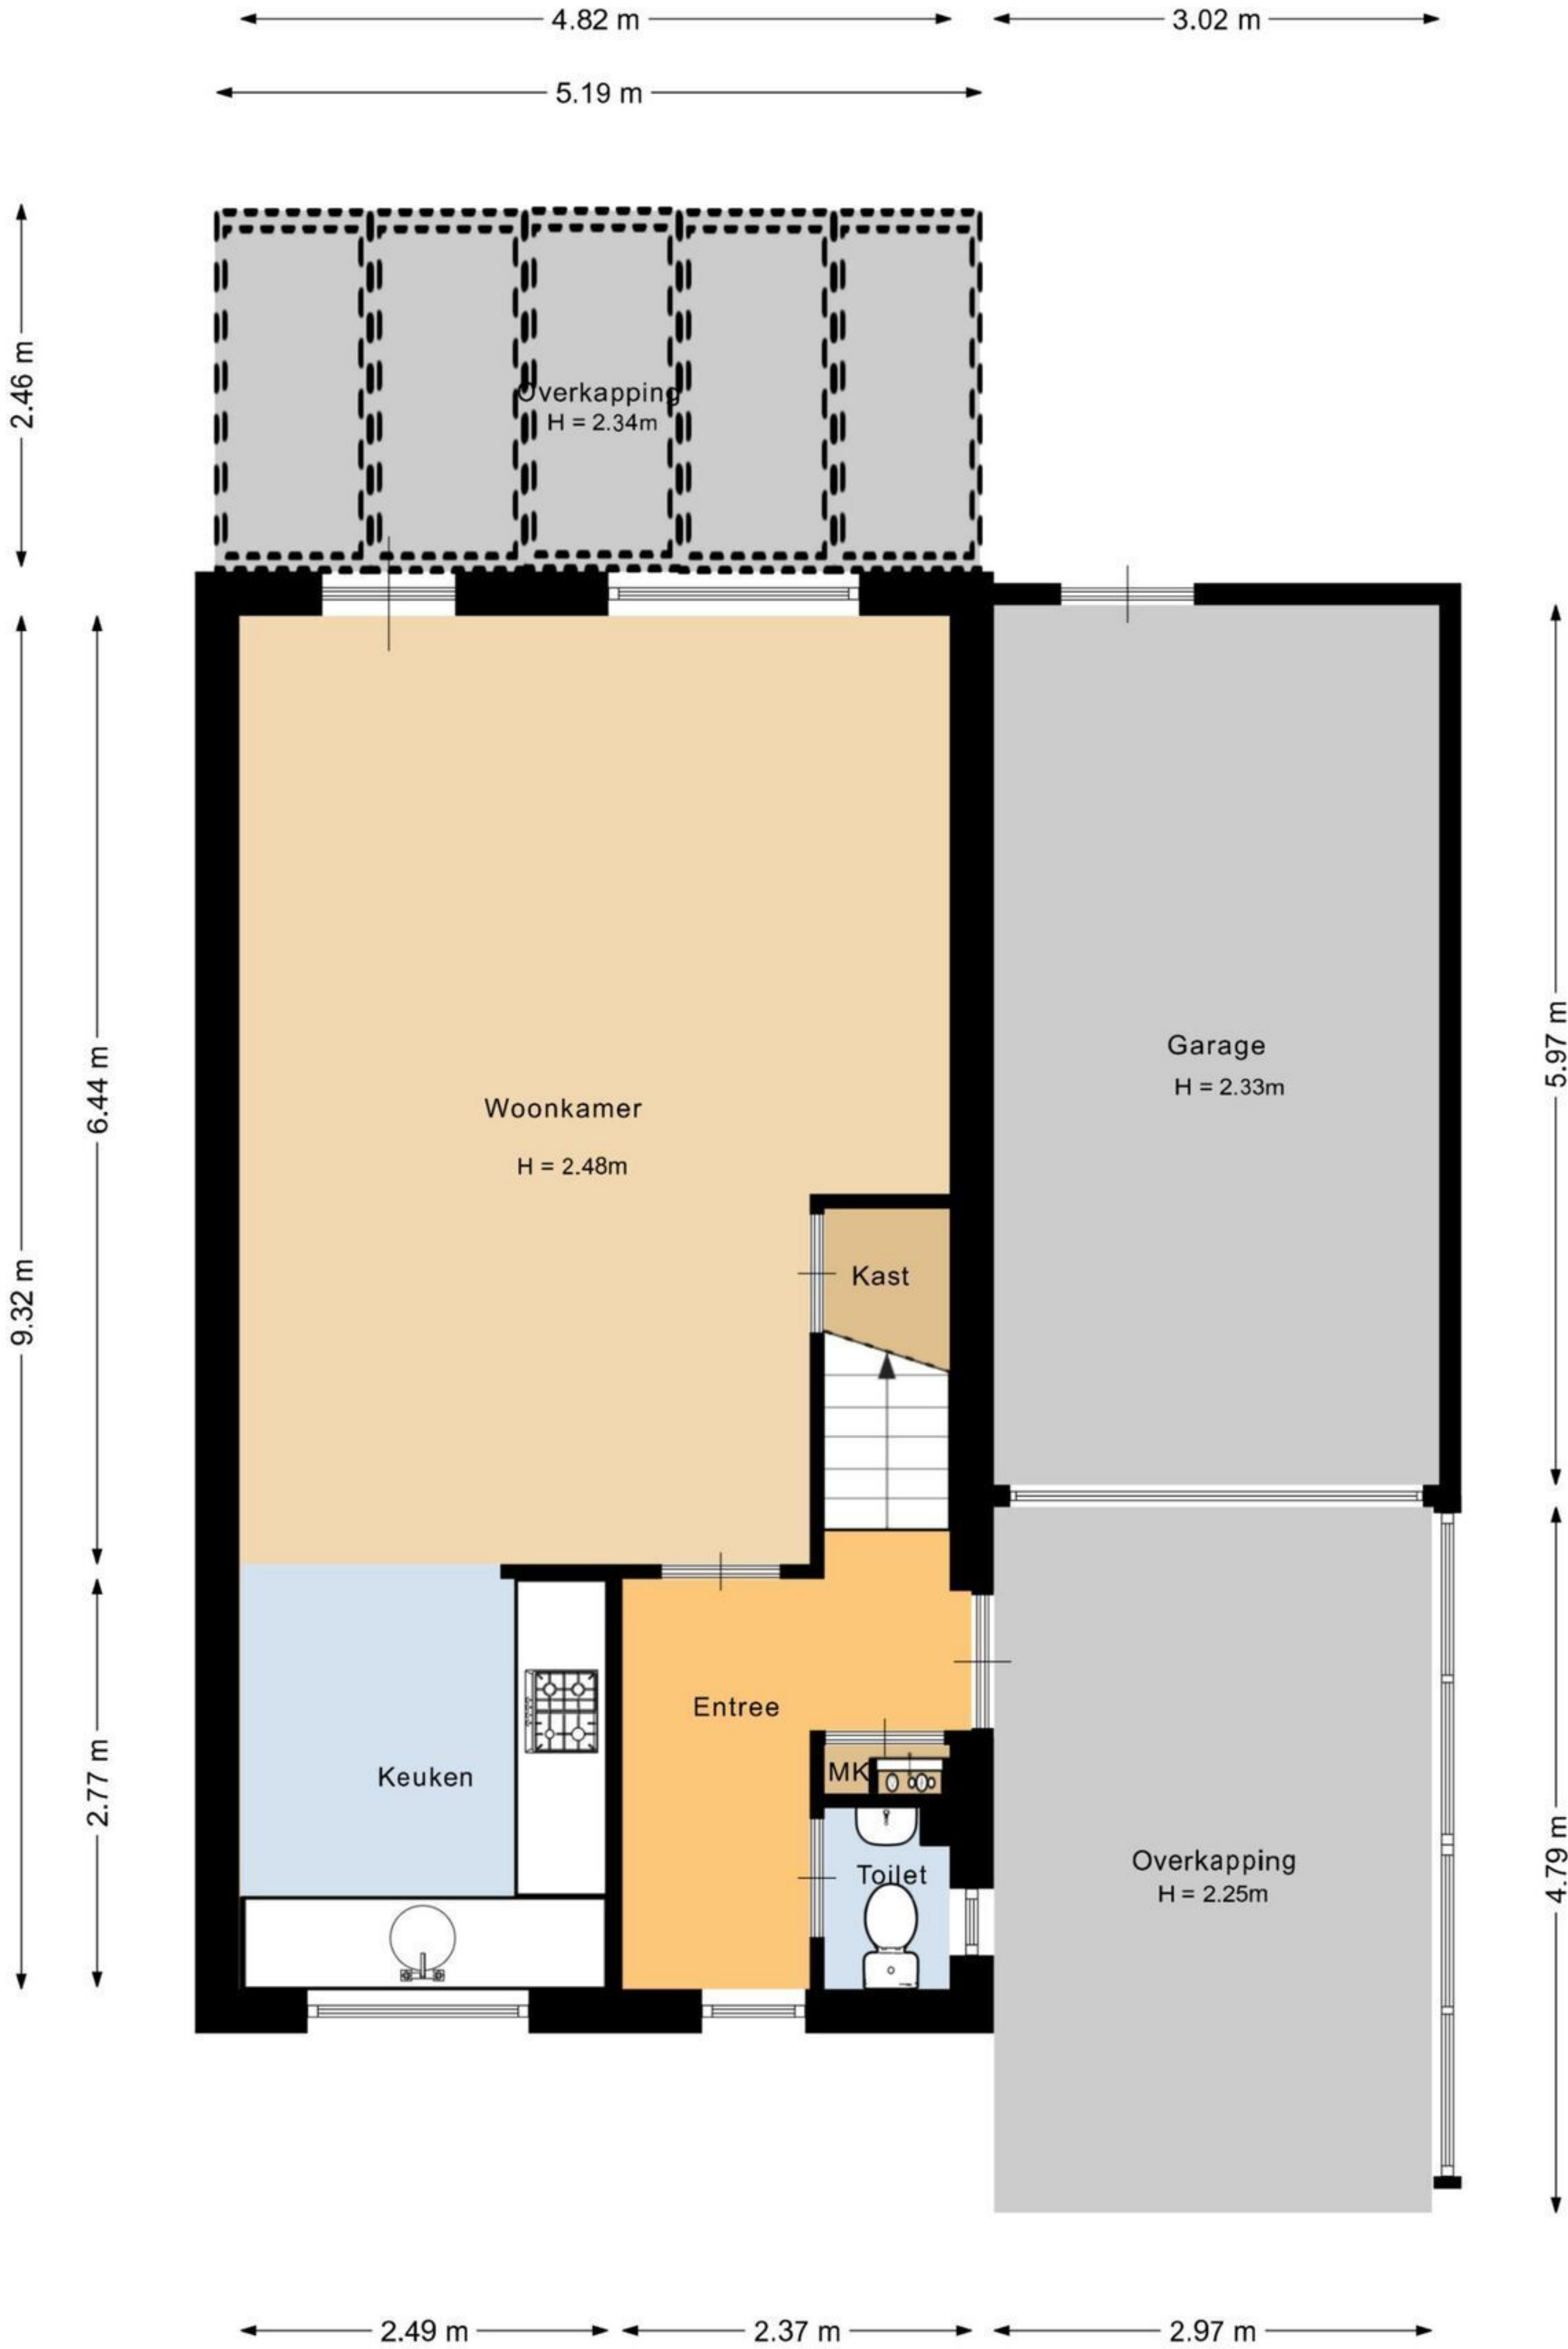 4.82 m
3.02 m
5.19 m
2.46 m
Overkapping
H = 2.34m
9.32 m
6.44 m
5.97 m
Garage
H = 2.33m
Woonkamer
H = 2.48m
Kast
Entree
2.77 m
Keuken
MK
Toilet
Overkapping
H = 2.25m
4.79 m
2.49 m
2.37 m
2.97 m